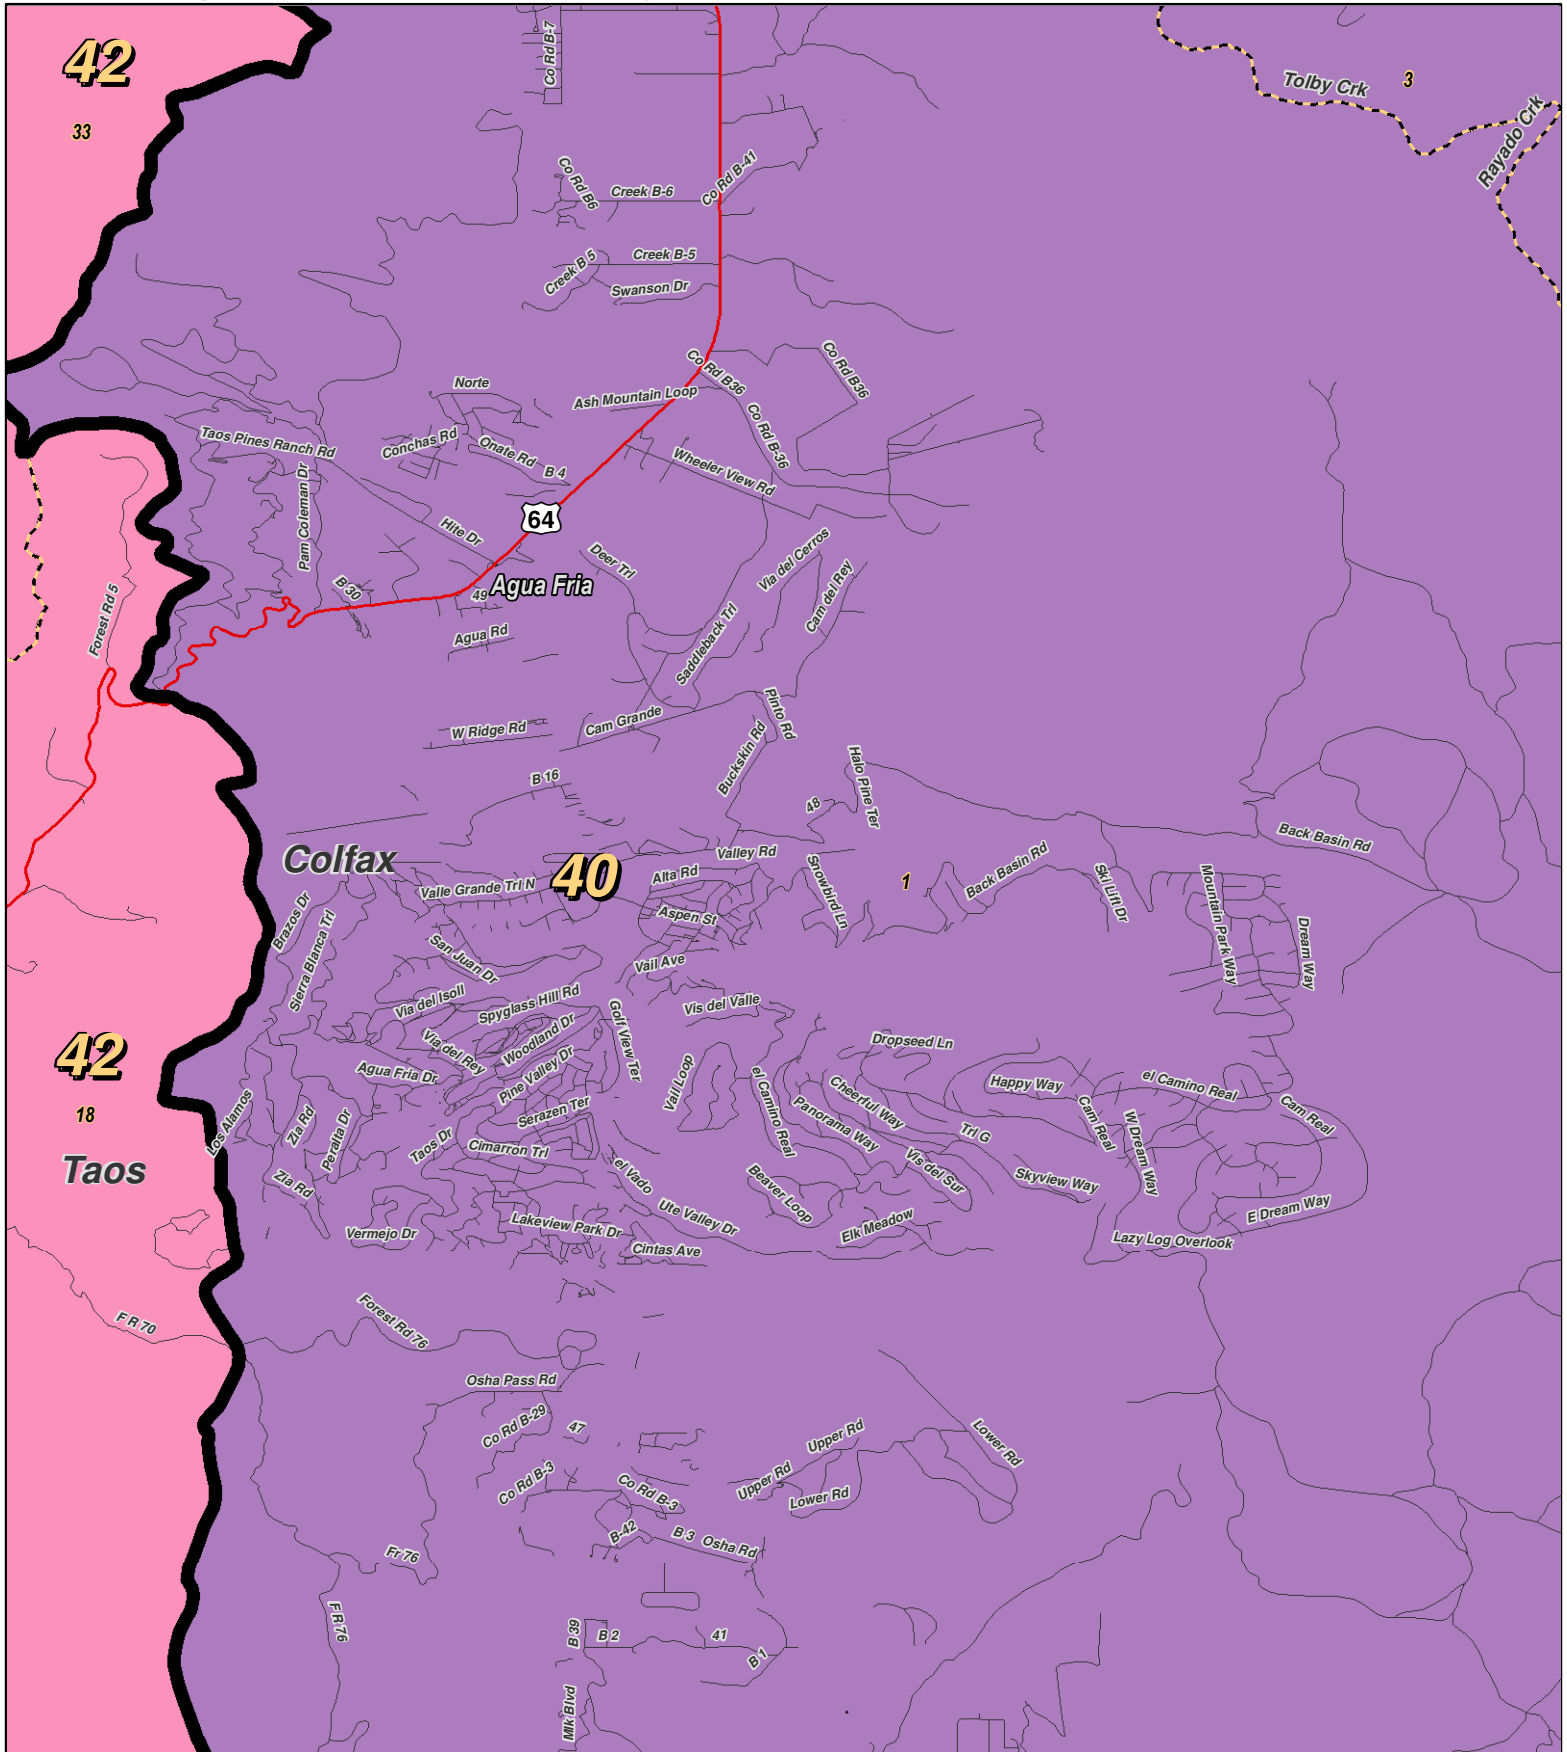 42
33
Co Rd B-7
Tolby Crk
3
Rayado Crk
Co Rd B6
Creek B-6
Co Rd B-41
Creek B 5
Creek B-5
Swanson Dr
Co Rd B36
Co Rd B36
Norte
Ash Mountain Loop
Co Rd B-36
Taos Pines Ranch Rd
Conchas Rd
Onate Rd
B 4
Wheeler View Rd
Pam Coleman Dr
Hite Dr
64
Deer Trl
Via del Cerros
Cam del Rey
Forest Rd 5
B 30
49
Agua Fria
Agua Rd
Saddleback Trl
W Ridge Rd
Cam Grande
Pinto Rd
Buckskin Rd
B 16
48
Halo Pine Ter
Back Basin Rd
Colfax
40
Valley Rd
Valle Grande Trl N
Alta Rd
Snowbird Ln
1
Back Basin Rd
Ski Lift Dr
Mountain Park Way
Dream Way
Aspen St
Brazos Dr
Sierra Blanca Trl
San Juan Dr
Vail Ave
Via del Isoll
Spyglass Hill Rd
Golf View Ter
Vis del Valle
42
18
Taos
Via del Rey
Woodland Dr
Dropseed Ln
Agua Fria Dr
Pine Valley Dr
Vail Loop
el Camino Real
Cheerful Way
Happy Way
el Camino Real
Cam Real
Los Alamos
Zia Rd
Peralta Dr
Serazen Ter
Panorama Way
Trl G
Cam Real
W Dream Way
Taos Dr
Cimarron Trl
el Vado
Beaver Loop
Vis del Sur
Skyview Way
Zia Rd
Vermejo Dr
Lakeview Park Dr
Ute Valley Dr
Elk Meadow
E Dream Way
Cintas Ave
Lazy Log Overlook
F R 70
Forest Rd 76
Osha Pass Rd
Co Rd B-29
47
Upper Rd
Lower Rd
Co Rd B-3
Co Rd B-3
Upper Rd
Lower Rd
B-42
B 3
Osha Rd
Fr 76
F R 76
B 39
B 2
41
B 1
Mlk Blvd